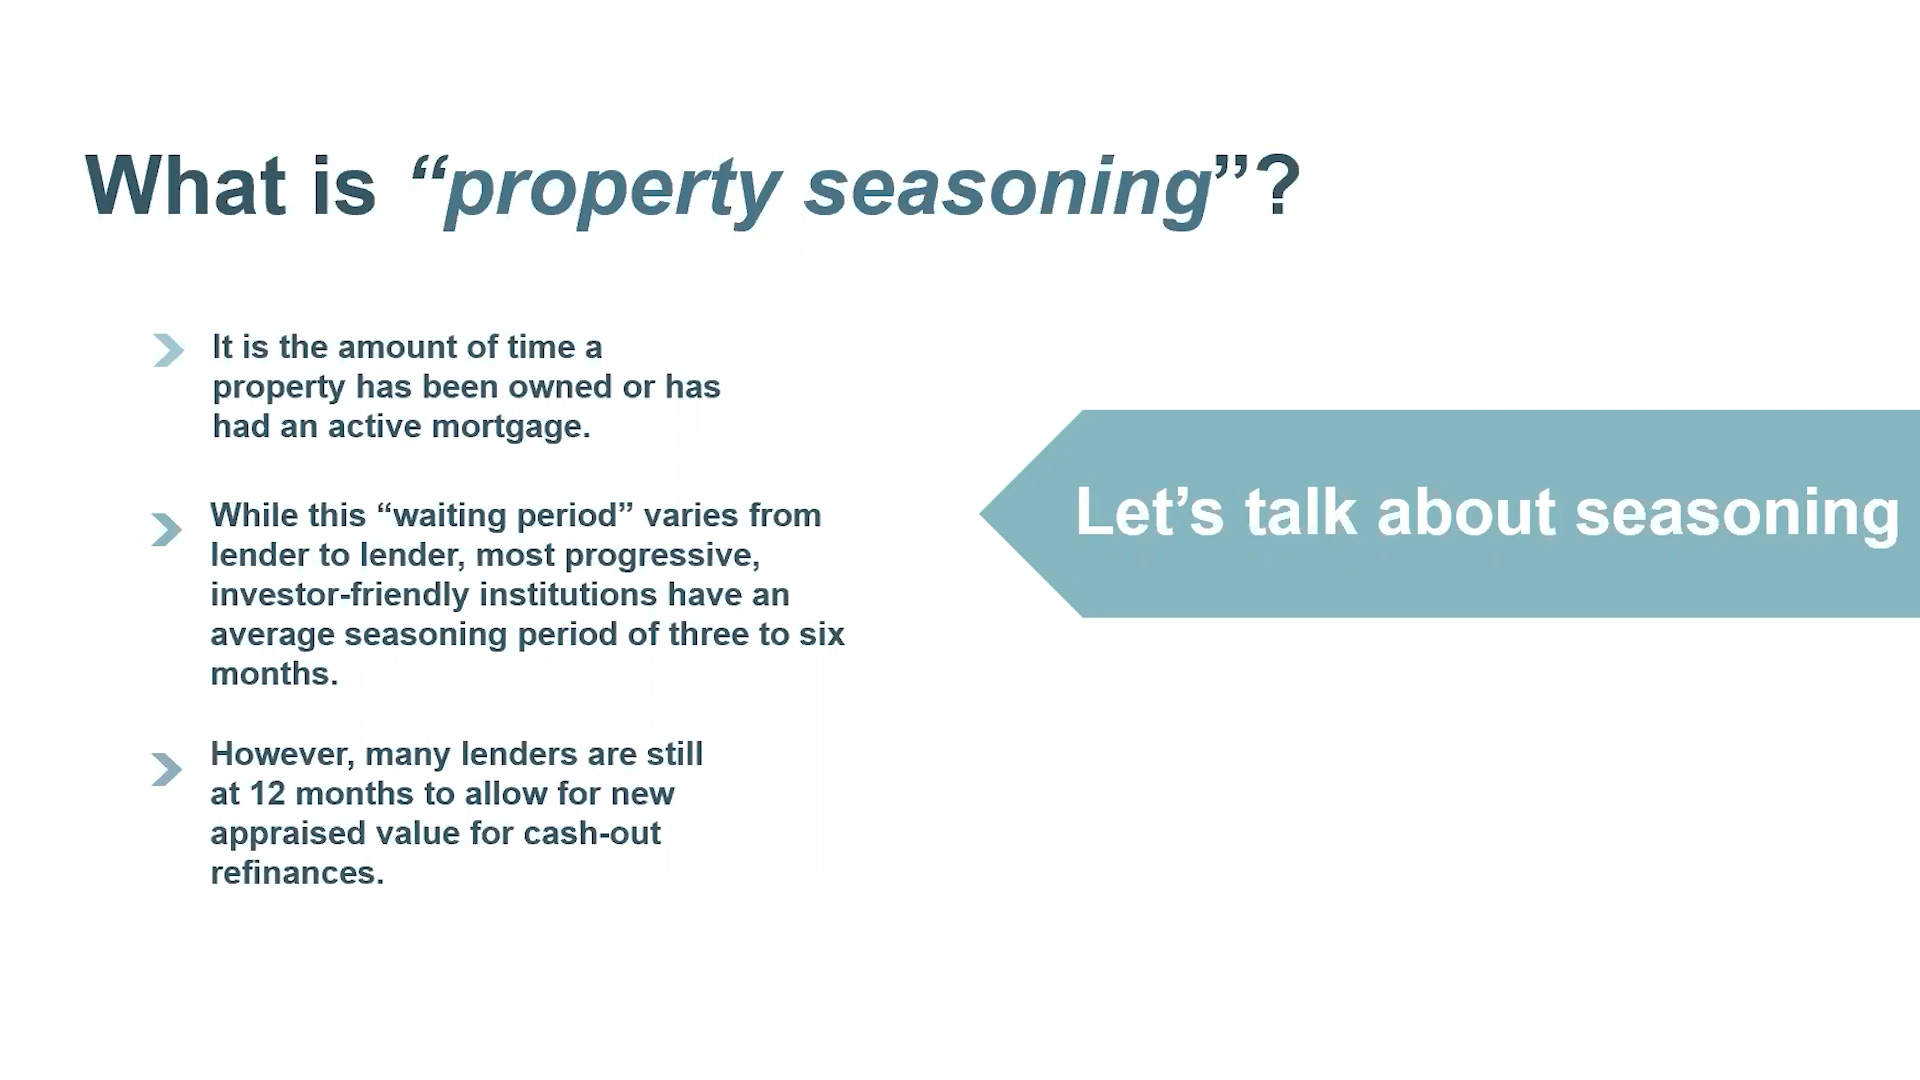 What is “property seasoning”?
It is the amount of time a
property has been owned or has
had an active mortgage.
While this “waiting period” varies from
lender to lender, most progressive,
investor-friendly institutions have an
average seasoning period of three to six
months.
However, many lenders are still
at 12 months to allow for new
appraised value for cash-out
refinances.
Let’s talk about seasoning